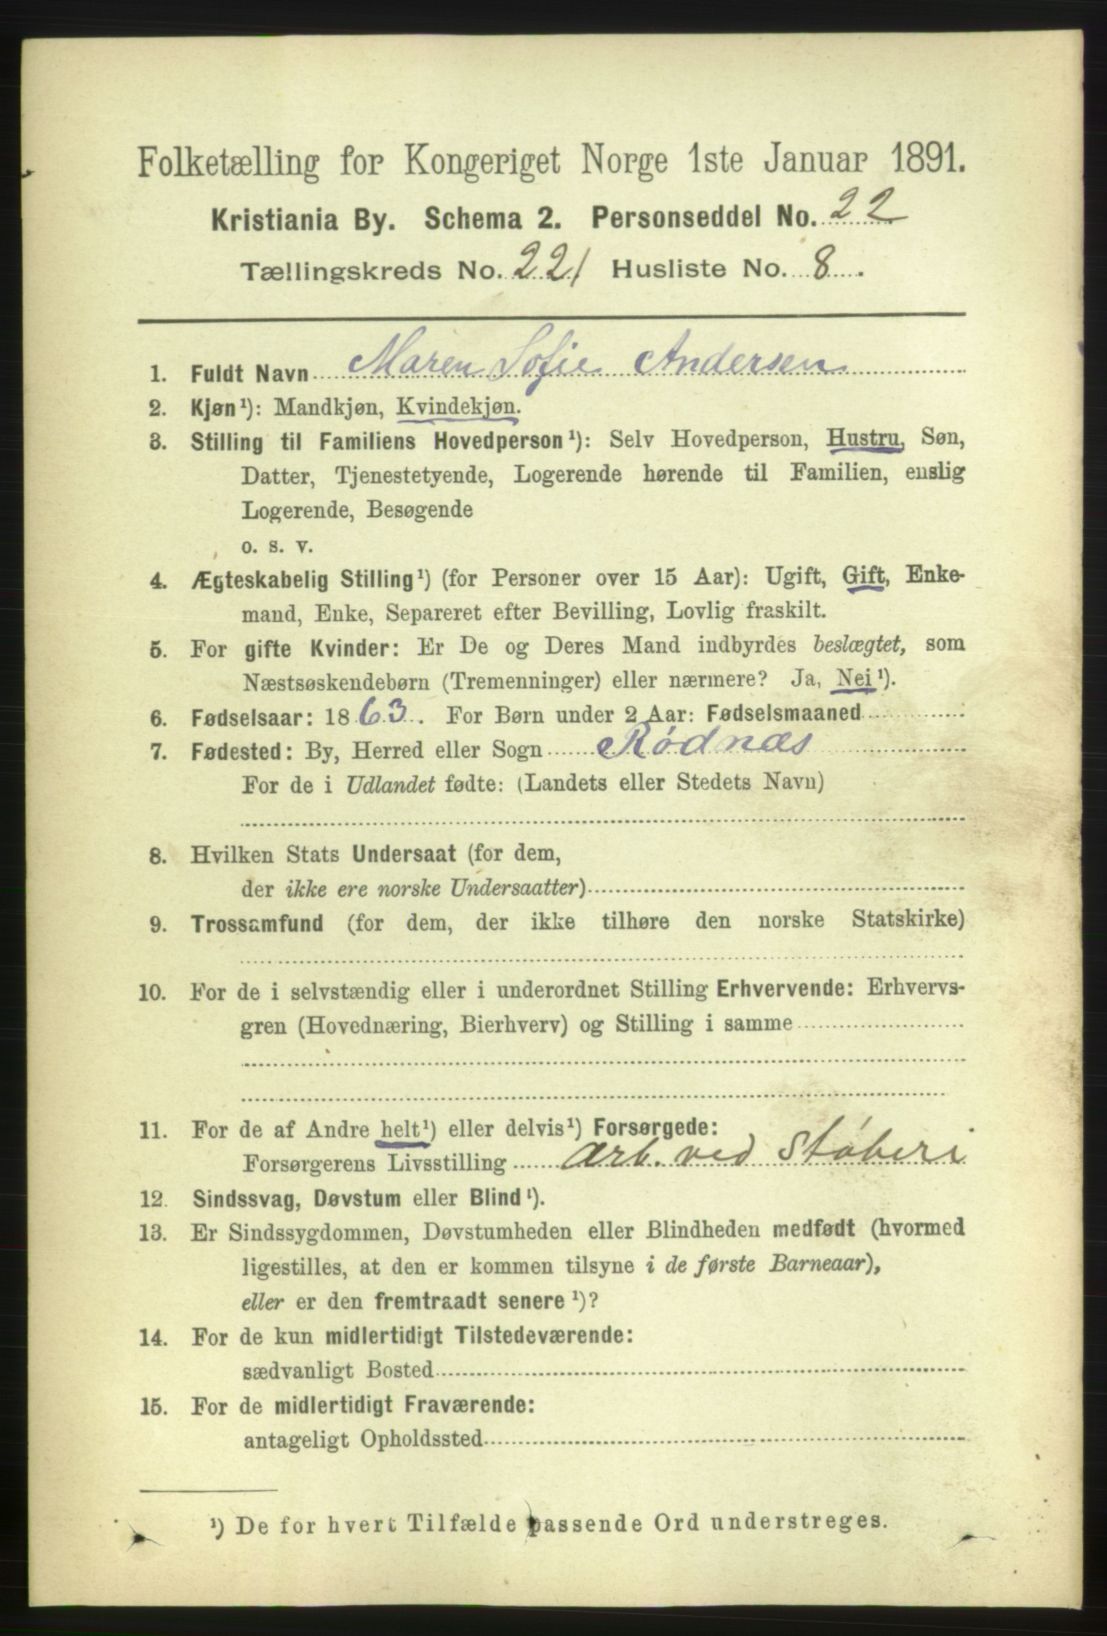 Folketælling for Kongeriget Norge 1ste Januar 1891.
Kristiania By. Schema 2. Personseddel No. 22
Tællingskreds No. 221 Husliste No. 8.
1. Fuldt Navn Maren Sofie Andersen
2. Kjøn¹): Mandkjøn, Kvindekjøn.
3. Stilling til Familiens Hovedperson¹): Selv Hovedperson, Hustru, Søn,
Datter, Tjenestetyende, Logerende hørende til Familien, enslig
Logerende, Besøgende
o. s. v.
4. Ægteskabelig Stilling¹) (for Personer over 15 Aar): Ugift, Gift, Enke-
mand, Enke, Separeret efter Bevilling, Lovlig fraskilt.
5. For gifte Kvinder: Er De og Deres Mand indbyrdes beslægtet, som
Næstsøskendebørn (Tremenninger) eller nærmere? Ja, Nei¹).
6. Fødselsaar: 1863. For Børn under 2 Aar: Fødselsmaaned
7. Fødested: By, Herred eller Sogn Rødnæs
For de i Udlandet fødte: (Landets eller Stedets Navn)
8. Hvilken Stats Undersaat (for dem,
der ikke ere norske Undersaatter)
9. Trossamfund (for dem, der ikke tilhøre den norske Statskirke)
10. For de i selvstændig eller i underordnet Stilling Erhvervende: Erhvervs-
gren (Hovednæring, Bierhverv) og Stilling i samme
11. For de af Andre helt¹) eller delvis¹) Forsørgede:
Forsørgerens Livsstilling Arb. ved Støberi
12. Sindssvag, Døvstum eller Blind¹).
13. Er Sindssygdommen, Døvstumheden eller Blindheden medfødt (hvormed
ligestilles, at den er kommen tilsyne i de første Barneaar),
eller er den fremtraadt senere¹)?
14. For de kun midlertidigt Tilstedeværende:
sædvanligt Bosted
15. For de midlertidigt Fraværende:
antageligt Opholdssted
¹) De for hvert Tilfælde passende Ord understreges.